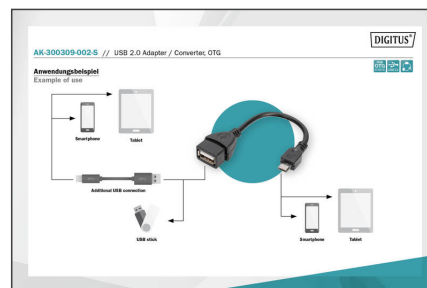 DIGITUS®
AK-300309-002-S // USB 2.0 Adapter / Converter, OTG
Anwendungsbeispiel
Example of use
OTG
Smartphone
Tablet
Additional USB connection
USB stick
Smartphone
Tablet